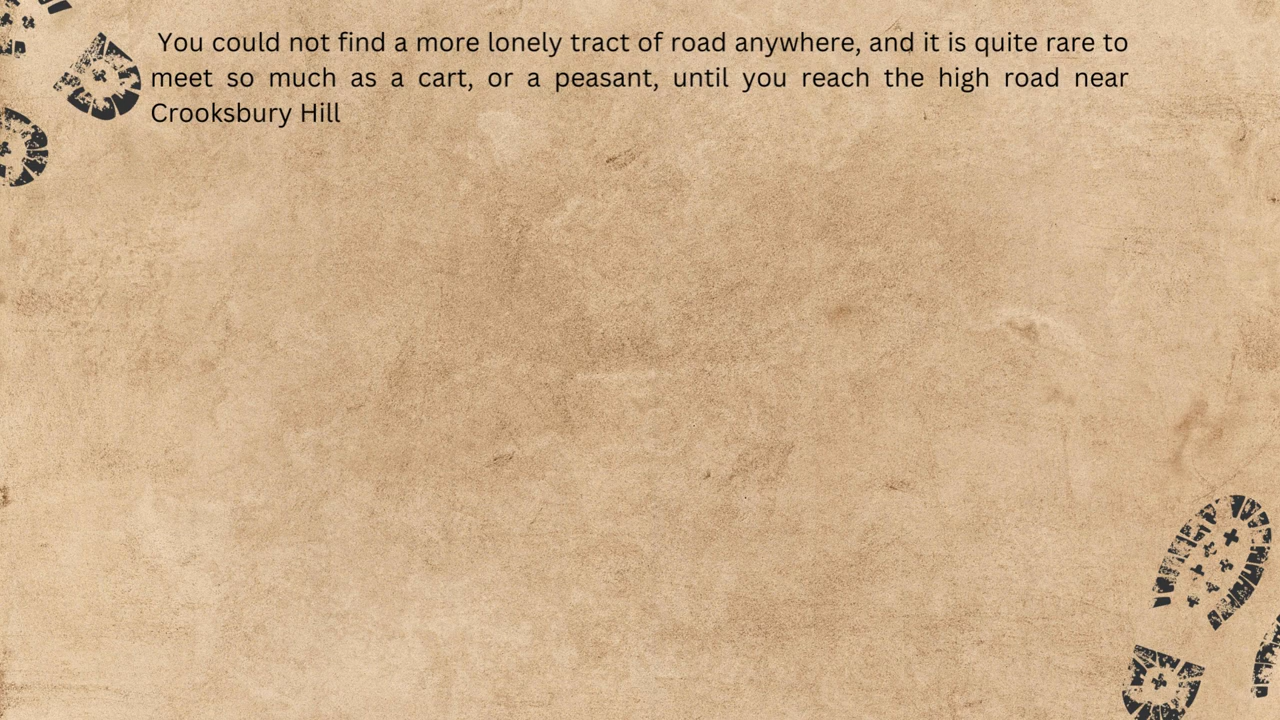 You could not find a more lonely tract of road anywhere, and it is quite rare to
meet so much as a cart, or a peasant, until you reach the high road near
Crooksbury Hill